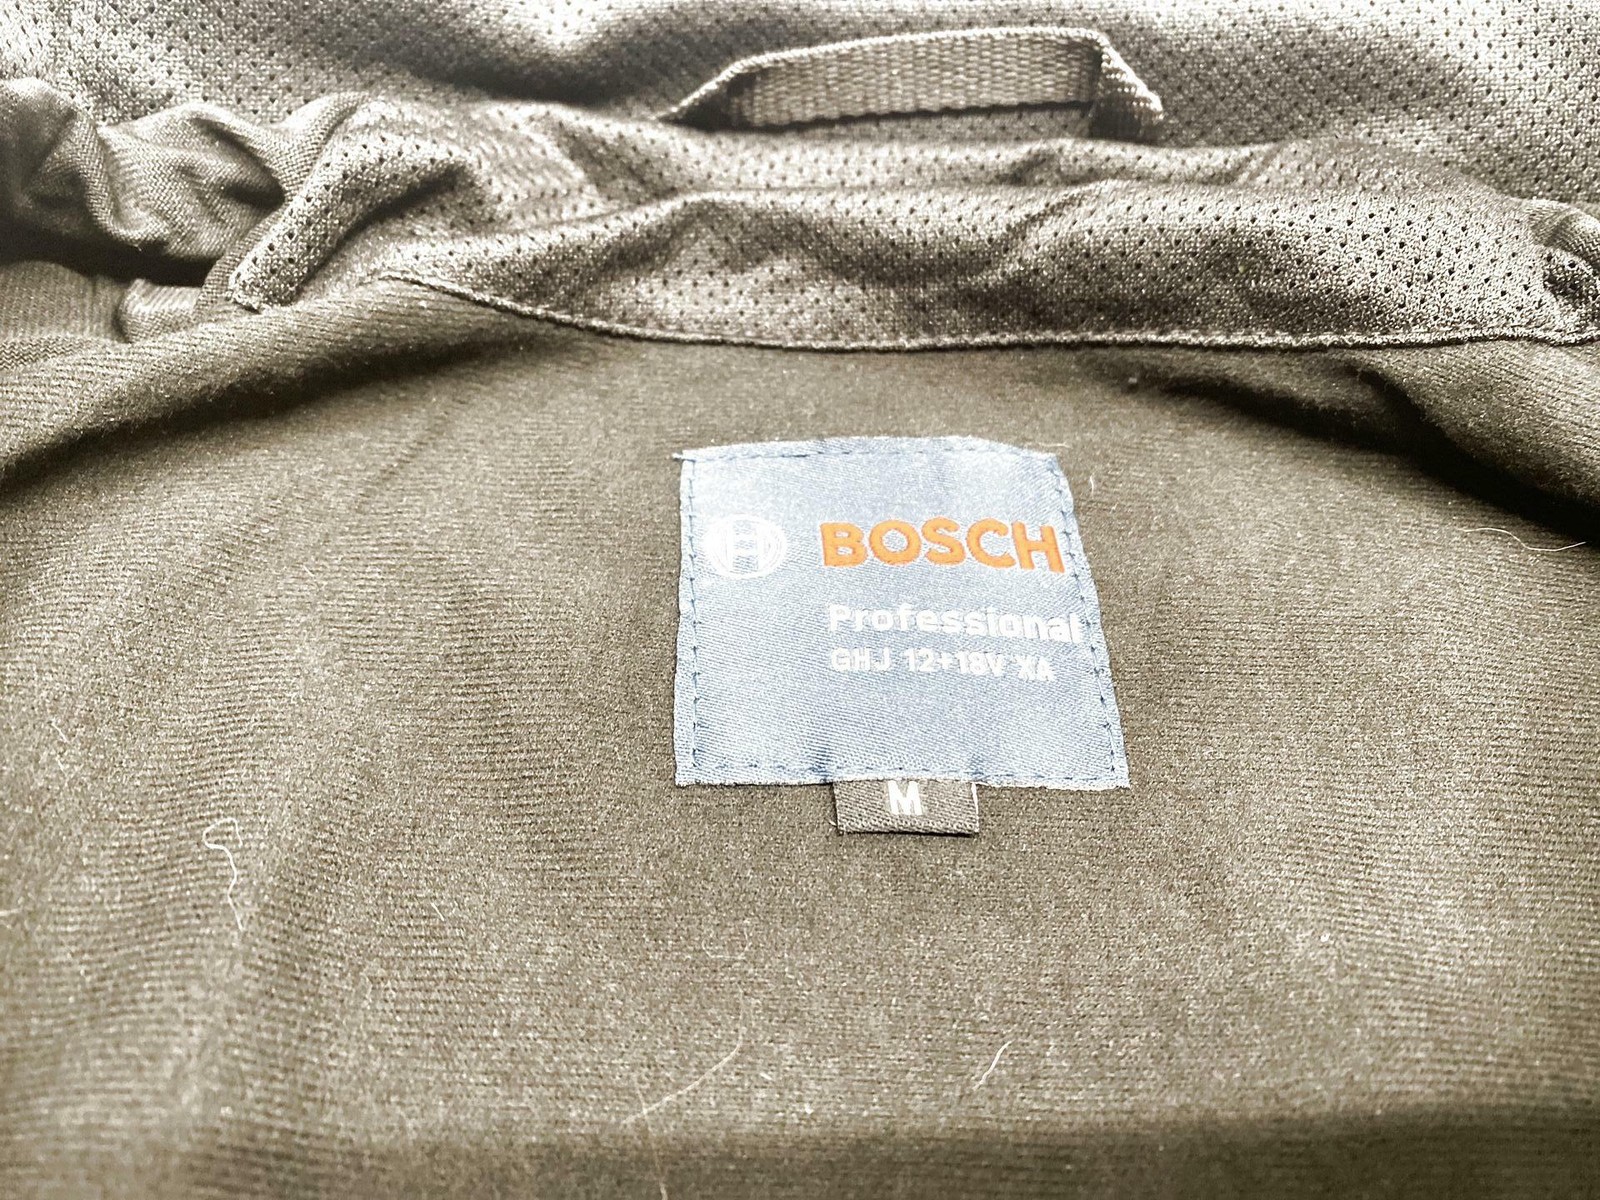 BOSCH
Professional
GHJ 12+18V XA
M